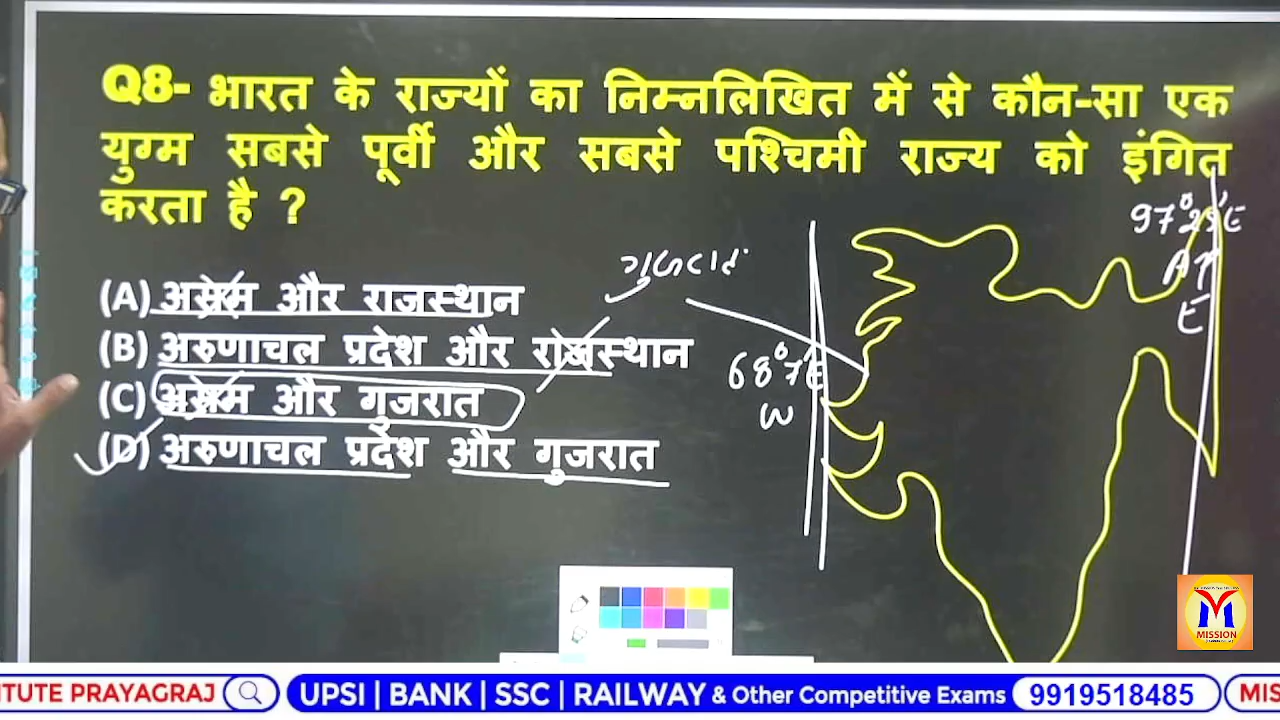 Q8- भारत के राज्यों का निम्नलिखित में से कौन-सा एक
युग्म सबसे पूर्वी और सबसे पश्चिमी राज्य को इंगित
करता है ?
97°25'E
गुजरात
(A) असम और राजस्थान
(B) अरुणाचल प्रदेश और राजस्थान
E
68°7'E
W
(C) असम और गुजरात
(D) अरुणाचल प्रदेश और गुजरात
MISSION
ITUTE PRAYAGRAJ
UPSI | BANK | SSC | RAILWAY & Other Competitive Exams
9919518485
MIS